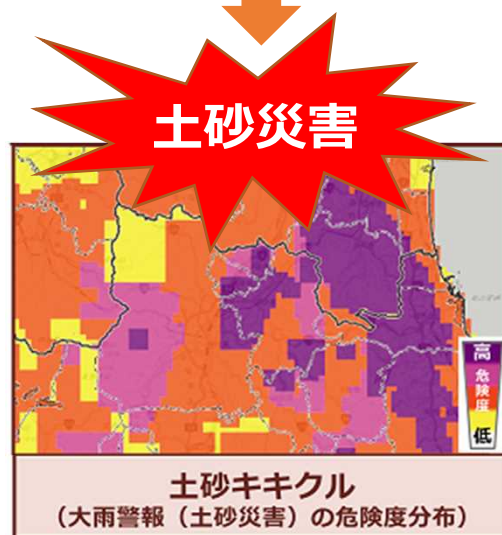 土砂災害
高
危険度
低
土砂キキクル
（大雨警報（土砂災害）の危険度分布）